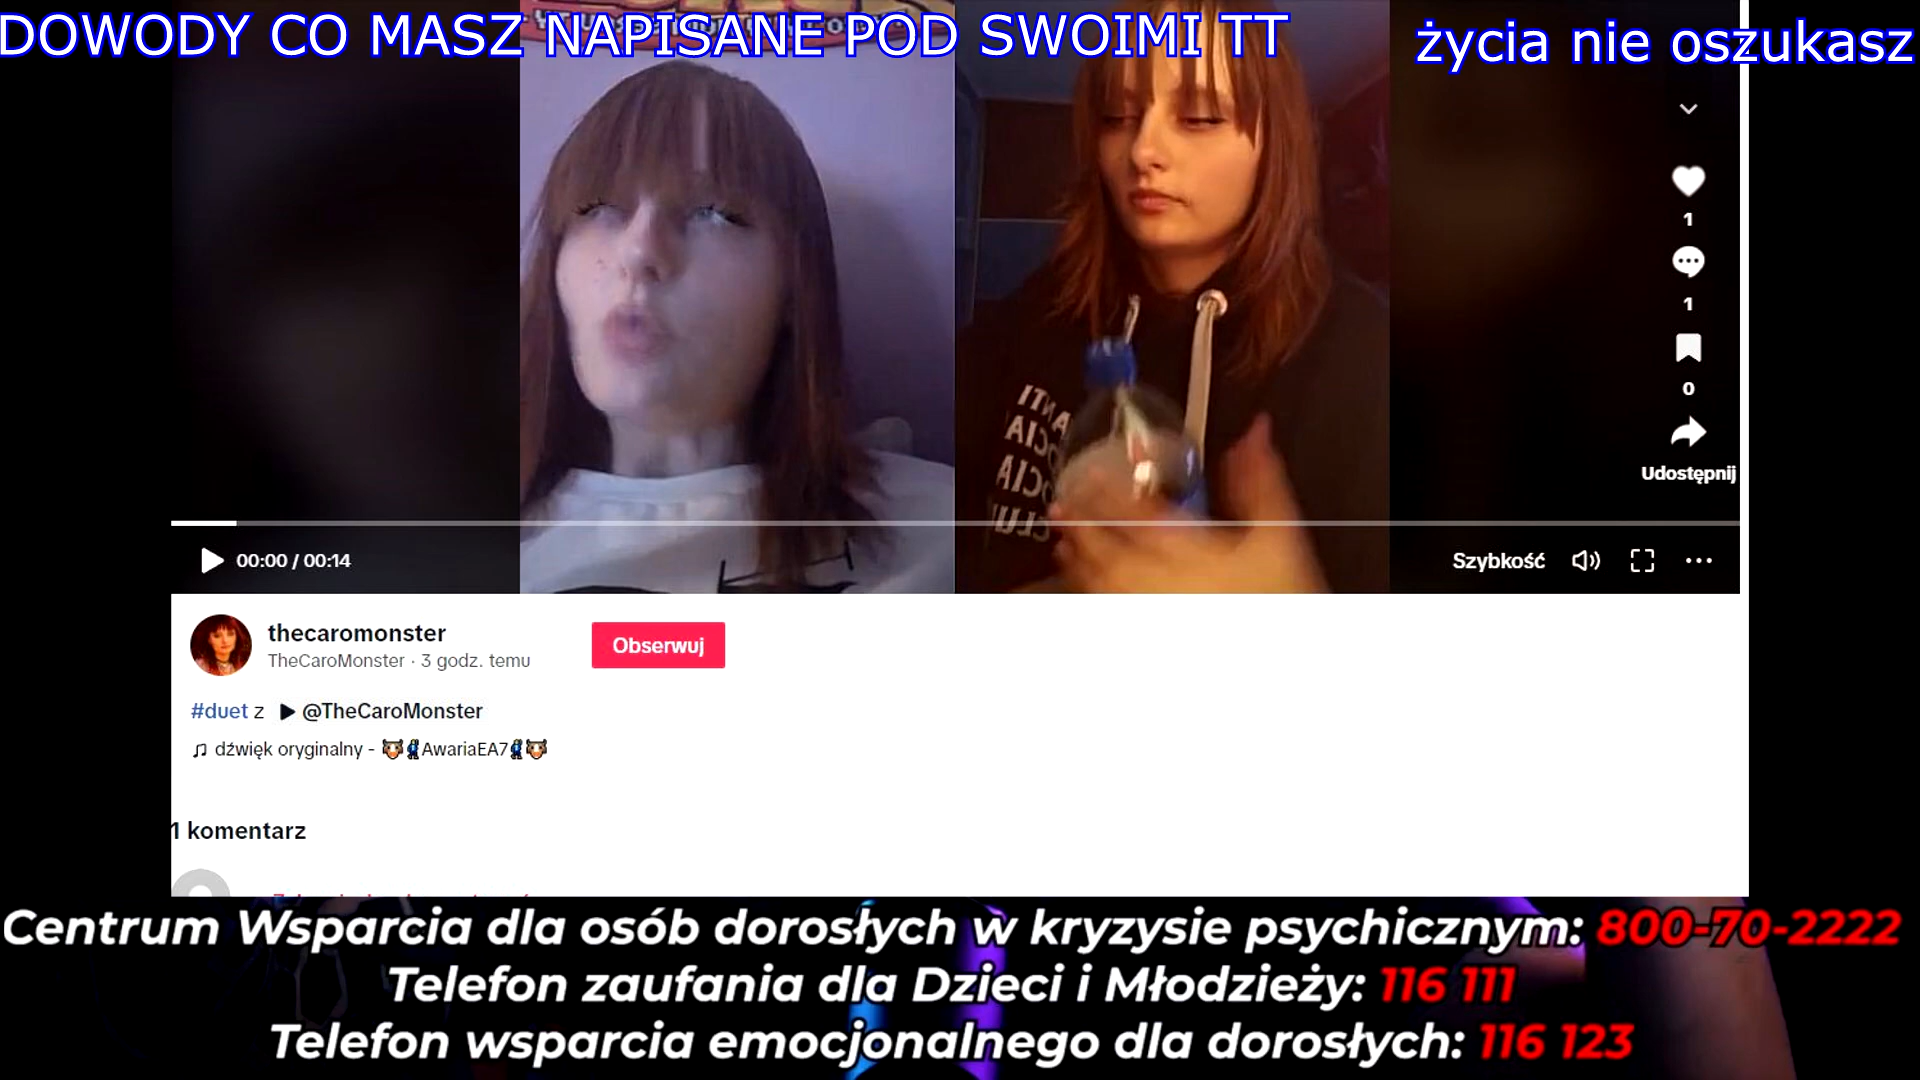 DOWODY CO MASZ NAPISANE POD SWOIMI TT
życia nie oszukasz
1
1
0
Udostępnij
00:00 / 00:14
Szybkość
thecaromonster
TheCaroMonster · 3 godz. temu
Obserwuj
#duet z @TheCaroMonster
dźwięk oryginalny - AwariaEA7
1 komentarz
Centrum Wsparcia dla osób dorosłych w kryzysie psychicznym: 800-70-2222
Telefon zaufania dla Dzieci i Młodzieży: 116 111
Telefon wsparcia emocjonalnego dla dorosłych: 116 123